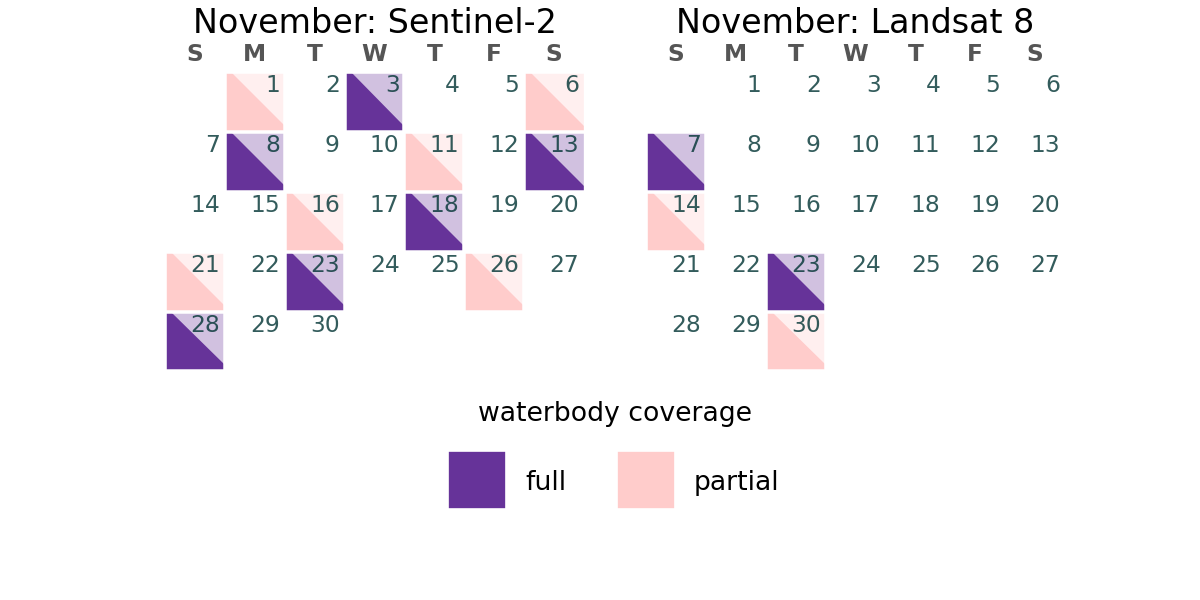 November: Sentinel-2
S M T W T F S
1 2 3 4 5 6
7 8 9 10 11 12 13
14 15 16 17 18 19 20
21 22 23 24 25 26 27
28 29 30
November: Landsat 8
S M T W T F S
1 2 3 4 5 6
7 8 9 10 11 12 13
14 15 16 17 18 19 20
21 22 23 24 25 26 27
28 29 30
waterbody coverage
full
partial